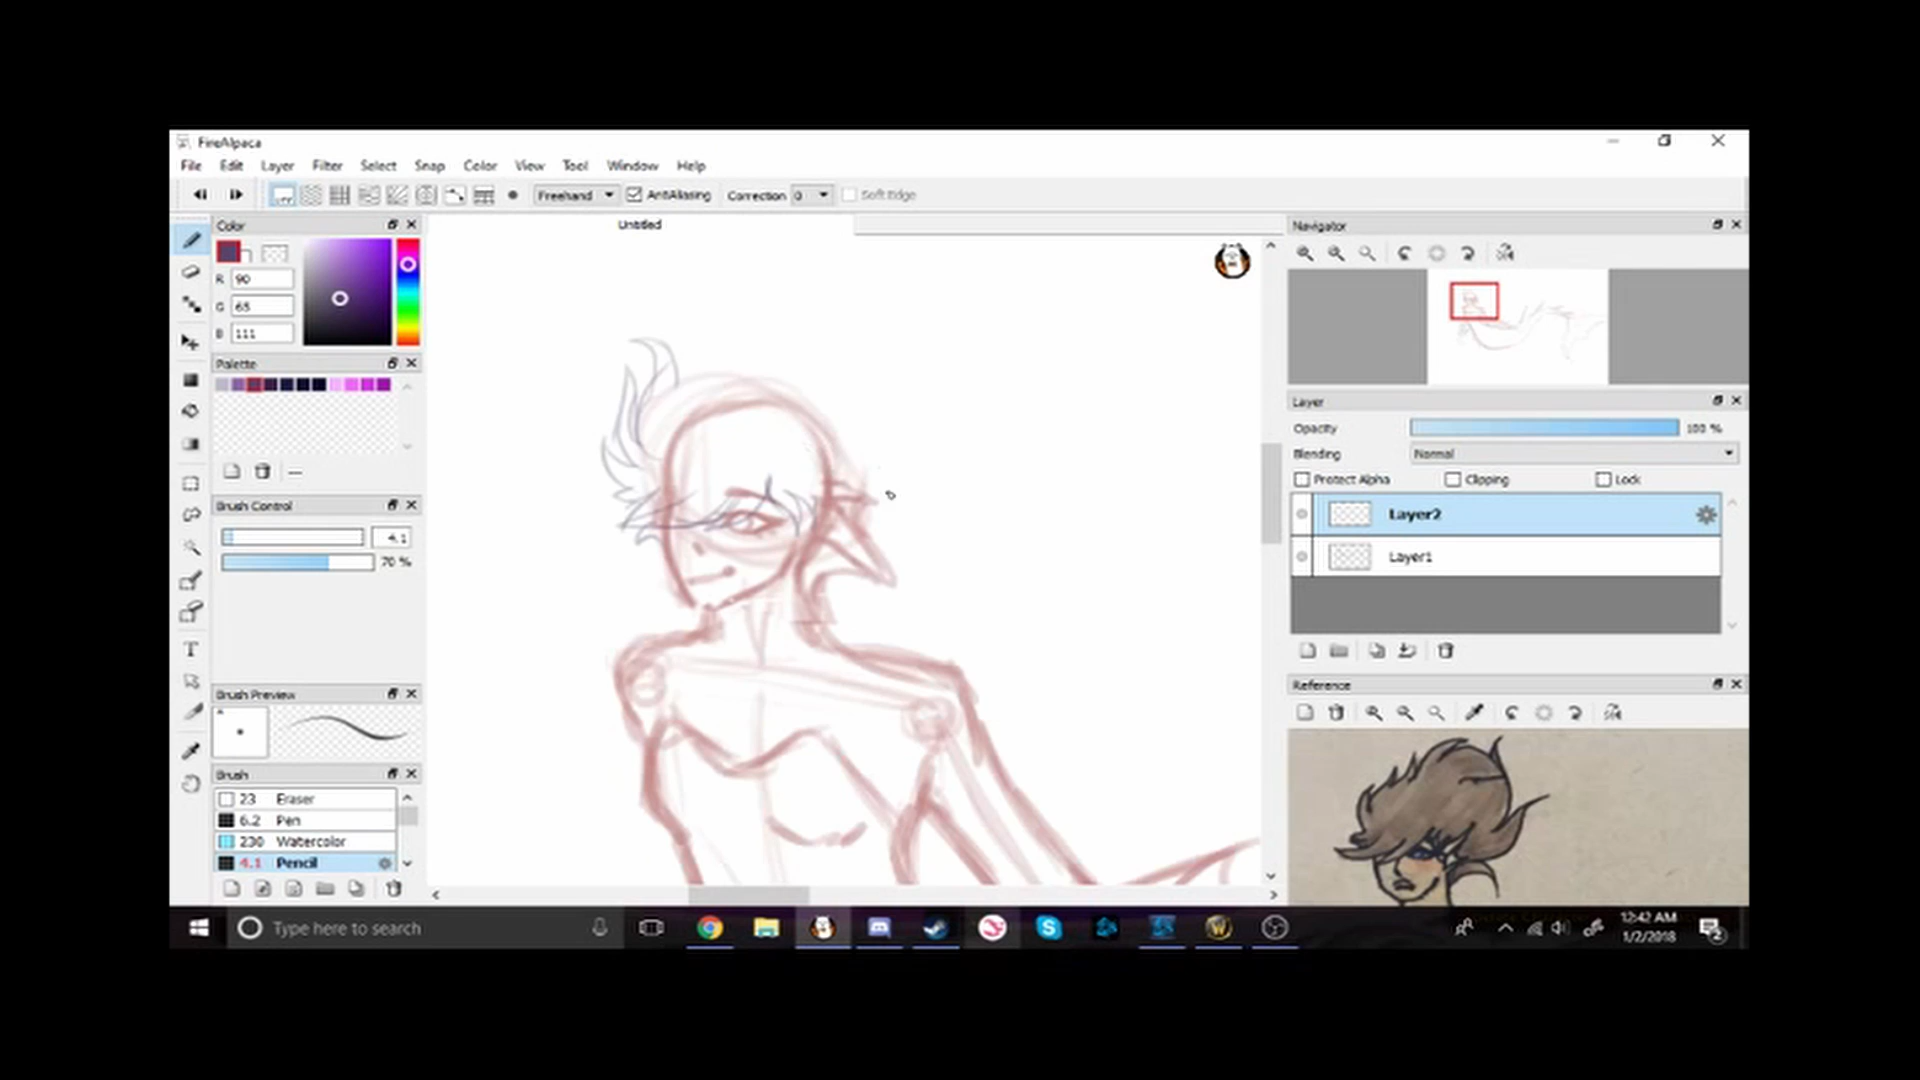 FireAlpaca
File Edit Layer Filter Select Snap Color View Tool Window Help
Freehand AntiAliasing Correction 0 Soft Edge
Color
R 90
G 65
B 111
Palette
Brush Control
4.1
70 %
Brush Preview
Brush
23 Eraser
6.2 Pen
230 Watercolor
4.1 Pencil
Untitled
Navigator
Layer
Opacity 100 %
Blending Normal
Protect Alpha Clipping Lock
Layer2
Layer1
Reference
Type here to search
12:42 AM
1/2/2018
2